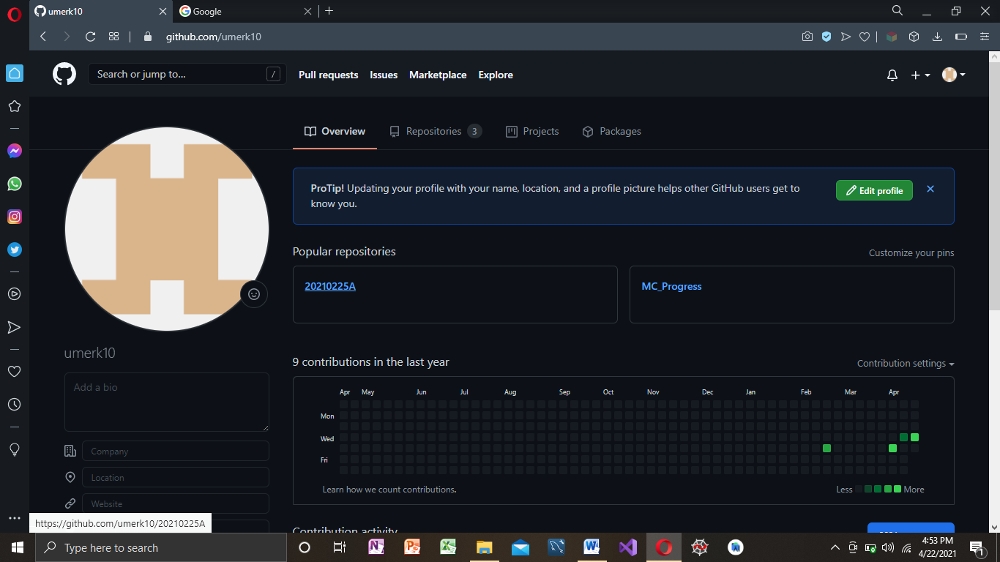 umerk10
Google
github.com/umerk10
Search or jump to... /
Pull requests Issues Marketplace Explore
Overview Repositories 3 Projects Packages
ProTip! Updating your profile with your name, location, and a profile picture helps other GitHub users get to
know you.
Edit profile
Popular repositories
Customize your pins
20210225A
MC_Progress
umerk10
Add a bio
Company
Location
Website
9 contributions in the last year
Contribution settings
Apr May Jun Jul Aug Sep Oct Nov Dec Jan Feb Mar Apr
Mon
Wed
Fri
Learn how we count contributions.
Less More
Contribution activity
https://github.com/umerk10/20210225A
Type here to search
4:53 PM
4/22/2021
1